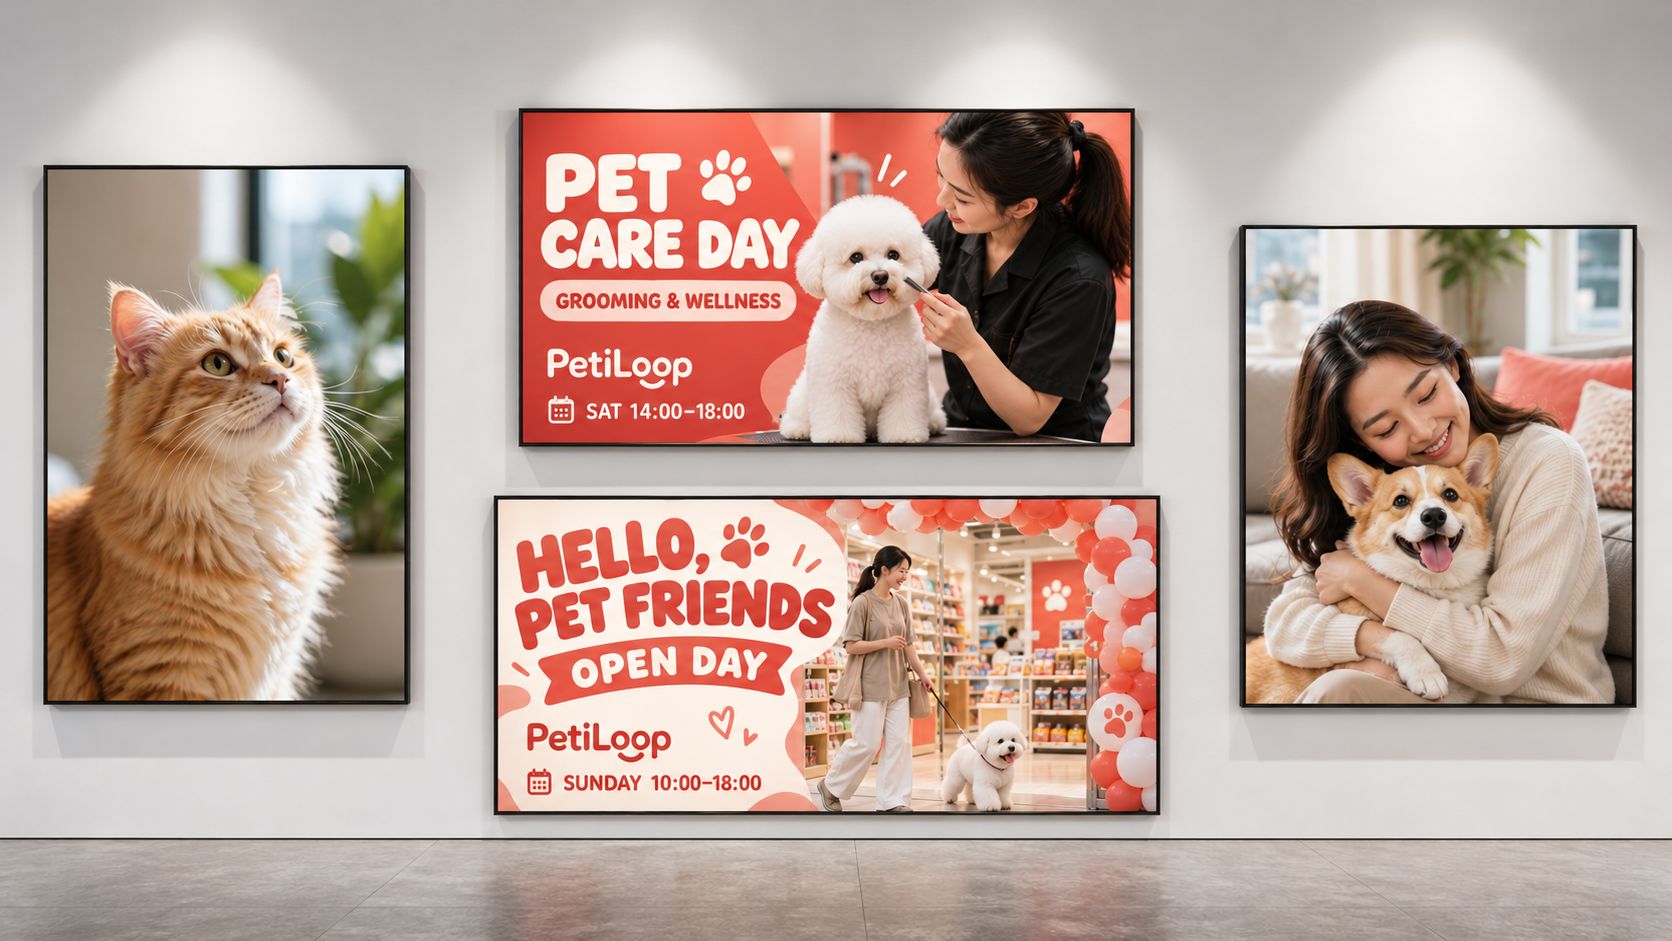 PET
CARE DAY
GROOMING & WELLNESS
PetiLoop
SAT 14:00–18:00
HELLO,
PET FRIENDS
OPEN DAY
PetiLoop
SUNDAY 10:00–18:00